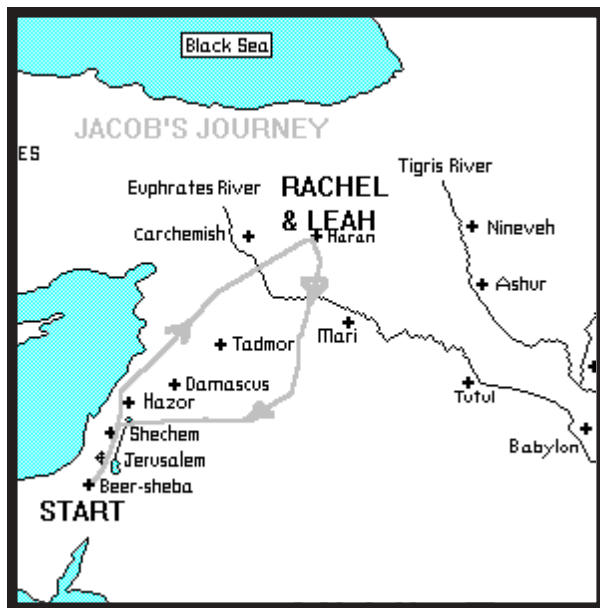 Black Sea
JACOB'S JOURNEY
ES
Tigris River
Euphrates River
RACHEL
& LEAH
Carchemish
Haran
Nineveh
Ashur
Mari
Tadmor
Damascus
Tutul
Hazor
Shechem
Babylon
Jerusalem
Beer-sheba
START